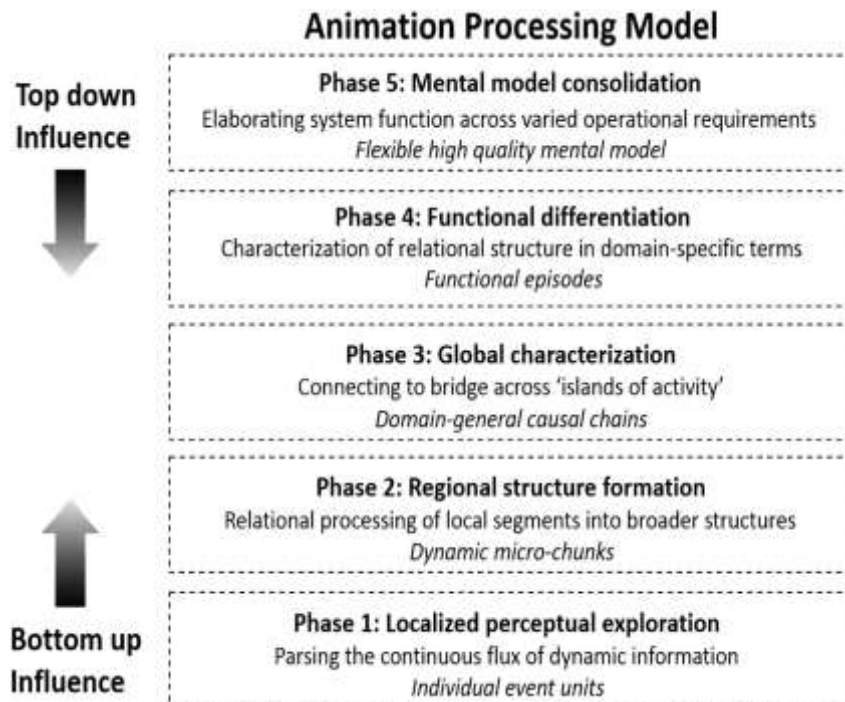 Animation Processing Model
Top down
Influence
Phase 5: Mental model consolidation
Elaborating system function across varied operational requirements
Flexible high quality mental model
Phase 4: Functional differentiation
Characterization of relational structure in domain-specific terms
Functional episodes
Phase 3: Global characterization
Connecting to bridge across ‘islands of activity’
Domain-general causal chains
Phase 2: Regional structure formation
Relational processing of local segments into broader structures
Dynamic micro-chunks
Bottom up
Influence
Phase 1: Localized perceptual exploration
Parsing the continuous flux of dynamic information
Individual event units